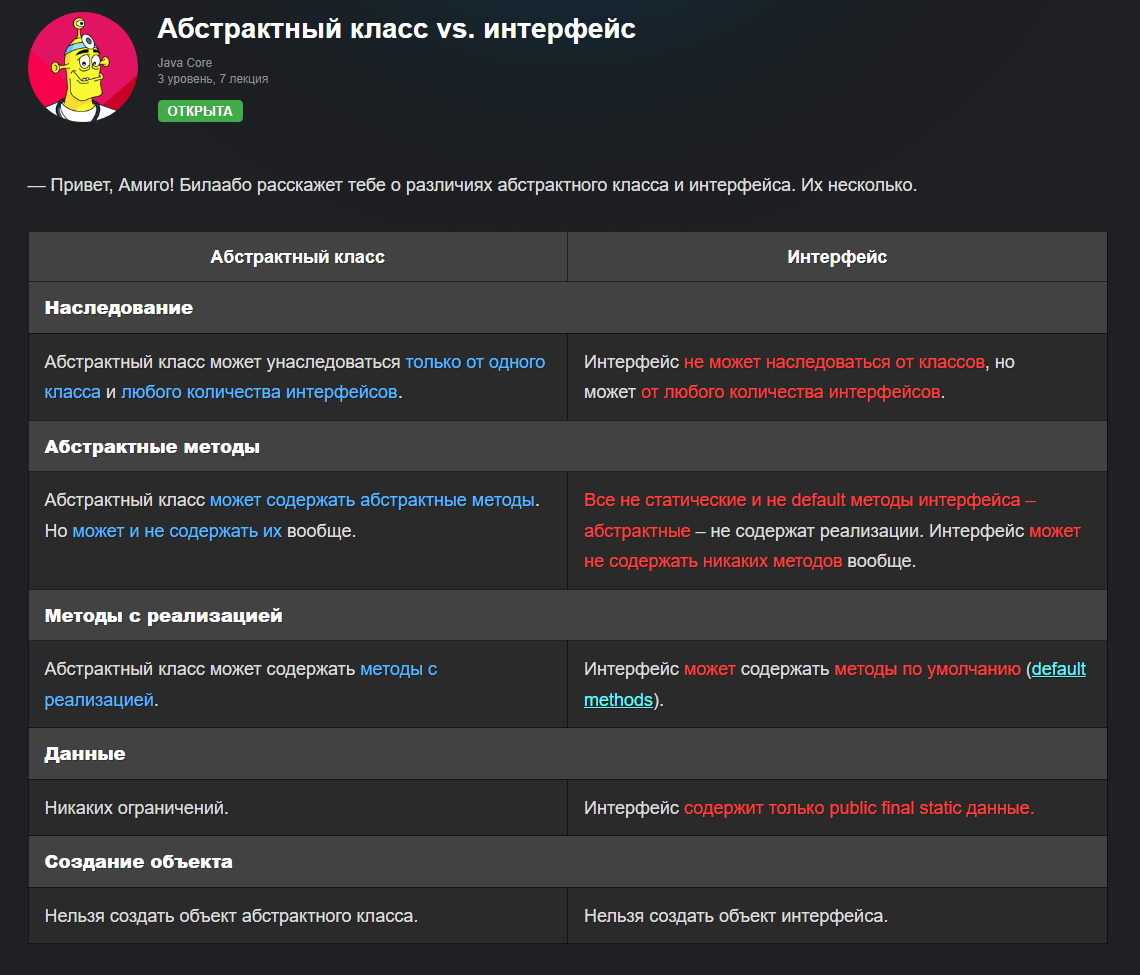 Абстрактный класс vs. интерфейс
Java Core
3 уровень, 7 лекция
ОТКРЫТА
— Привет, Амиго! Билаабо расскажет тебе о различиях абстрактного класса и интерфейса. Их несколько.
Абстрактный класс
Интерфейс
Наследование
Абстрактный класс может унаследоваться только от одного
класса и любого количества интерфейсов.
Интерфейс не может наследоваться от классов, но
может от любого количества интерфейсов.
Абстрактные методы
Абстрактный класс может содержать абстрактные методы.
Но может и не содержать их вообще.
Все не статические и не default методы интерфейса –
абстрактные – не содержат реализации. Интерфейс может
не содержать никаких методов вообще.
Методы с реализацией
Абстрактный класс может содержать методы с
реализацией.
Интерфейс может содержать методы по умолчанию (default
methods).
Данные
Никаких ограничений.
Интерфейс содержит только public final static данные.
Создание объекта
Нельзя создать объект абстрактного класса.
Нельзя создать объект интерфейса.